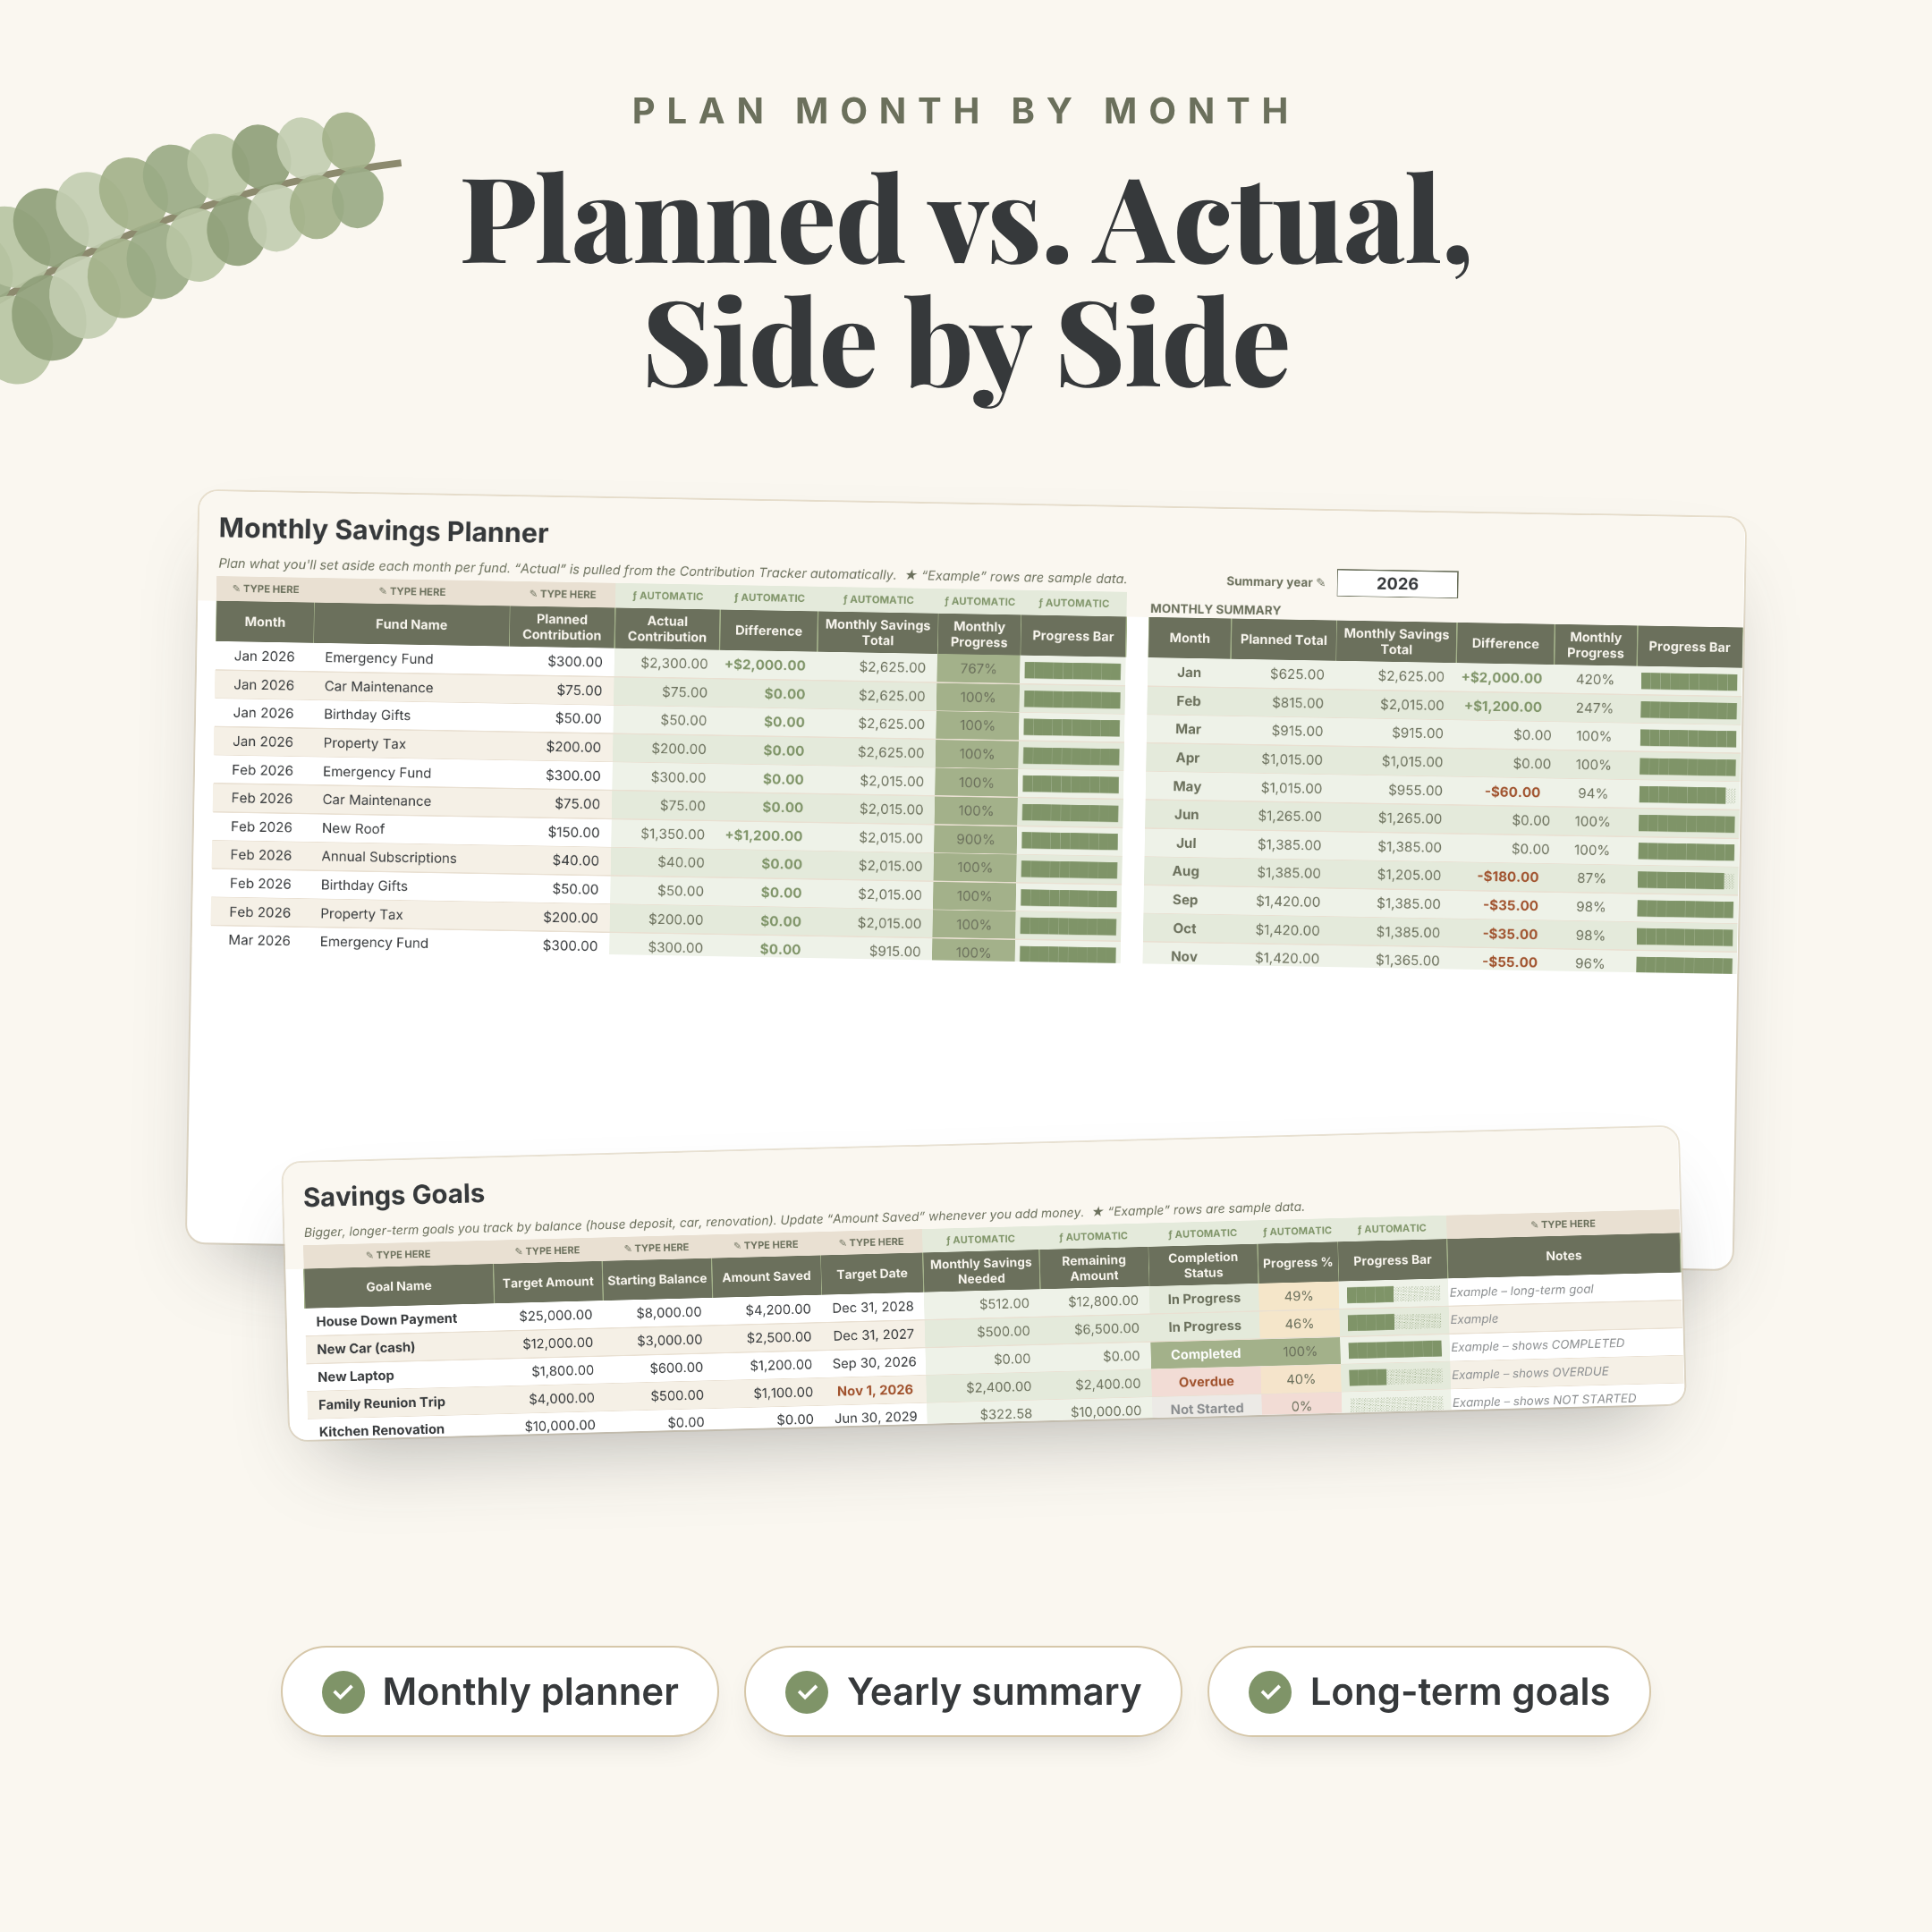 PLAN MONTH BY MONTH
Planned vs. Actual,
Side by Side
Monthly Savings Planner
Plan what you'll set aside each month per fund. “Actual” is pulled from the Contribution Tracker automatically. ★ “Example” rows are sample data.
Summary year ✎ 2026
✎ TYPE HERE ✎ TYPE HERE ✎ TYPE HERE ƒ AUTOMATIC ƒ AUTOMATIC ƒ AUTOMATIC ƒ AUTOMATIC ƒ AUTOMATIC
Month Fund Name Planned Contribution Actual Contribution Difference Monthly Savings Total Monthly Progress Progress Bar
Jan 2026 Emergency Fund $300.00 $2,300.00 +$2,000.00 $2,625.00 767%
Jan 2026 Car Maintenance $75.00 $75.00 $0.00 $2,625.00 100%
Jan 2026 Birthday Gifts $50.00 $50.00 $0.00 $2,625.00 100%
Jan 2026 Property Tax $200.00 $200.00 $0.00 $2,625.00 100%
Feb 2026 Emergency Fund $300.00 $300.00 $0.00 $2,015.00 100%
Feb 2026 Car Maintenance $75.00 $75.00 $0.00 $2,015.00 100%
Feb 2026 New Roof $150.00 $1,350.00 +$1,200.00 $2,015.00 900%
Feb 2026 Annual Subscriptions $40.00 $40.00 $0.00 $2,015.00 100%
Feb 2026 Birthday Gifts $50.00 $50.00 $0.00 $2,015.00 100%
Feb 2026 Property Tax $200.00 $200.00 $0.00 $2,015.00 100%
Mar 2026 Emergency Fund $300.00 $300.00 $0.00 $915.00 100%
MONTHLY SUMMARY
Month Planned Total Monthly Savings Total Difference Monthly Progress Progress Bar
Jan $625.00 $2,625.00 +$2,000.00 420%
Feb $815.00 $2,015.00 +$1,200.00 247%
Mar $915.00 $915.00 $0.00 100%
Apr $1,015.00 $1,015.00 $0.00 100%
May $1,015.00 $955.00 -$60.00 94%
Jun $1,265.00 $1,265.00 $0.00 100%
Jul $1,385.00 $1,385.00 $0.00 100%
Aug $1,385.00 $1,205.00 -$180.00 87%
Sep $1,420.00 $1,385.00 -$35.00 98%
Oct $1,420.00 $1,385.00 -$35.00 98%
Nov $1,420.00 $1,365.00 -$55.00 96%
Savings Goals
Bigger, longer-term goals you track by balance (house deposit, car, renovation). Update “Amount Saved” whenever you add money. ★ “Example” rows are sample data.
✎ TYPE HERE ✎ TYPE HERE ✎ TYPE HERE ✎ TYPE HERE ✎ TYPE HERE ƒ AUTOMATIC ƒ AUTOMATIC ƒ AUTOMATIC ƒ AUTOMATIC ƒ AUTOMATIC ✎ TYPE HERE
Goal Name Target Amount Starting Balance Amount Saved Target Date Monthly Savings Needed Remaining Amount Completion Status Progress % Progress Bar Notes
House Down Payment $25,000.00 $8,000.00 $4,200.00 Dec 31, 2028 $512.00 $12,800.00 In Progress 49% Example – long-term goal
New Car (cash) $12,000.00 $3,000.00 $2,500.00 Dec 31, 2027 $500.00 $6,500.00 In Progress 46% Example
New Laptop $1,800.00 $600.00 $1,200.00 Sep 30, 2026 $0.00 $0.00 Completed 100% Example – shows COMPLETED
Family Reunion Trip $4,000.00 $500.00 $1,100.00 Nov 1, 2026 $2,400.00 $2,400.00 Overdue 40% Example – shows OVERDUE
Kitchen Renovation $10,000.00 $0.00 $0.00 Jun 30, 2029 $322.58 $10,000.00 Not Started 0% Example – shows NOT STARTED
Monthly planner
Yearly summary
Long-term goals